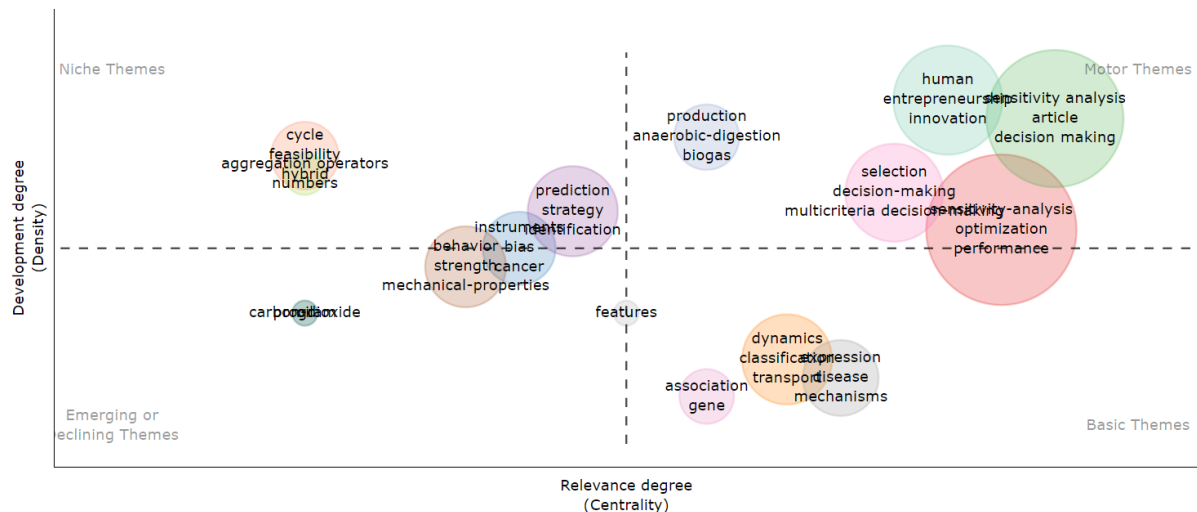 Niche Themes
Motor Themes
human
entrepreneurship
innovation
sensitivity analysis
article
decision making
production
anaerobic-digestion
biogas
cycle
feasibility
aggregation operators
hybrid
numbers
selection
decision-making
multicriteria decision-making
prediction
strategy
identification
sensitivity-analysis
optimization
performance
instruments
bias
cancer
behavior
strength
mechanical-properties
features
dynamics
classification
transport
expression
disease
mechanisms
association
gene
Emerging or
Declining Themes
Basic Themes
Development degree
(Density)
Relevance degree
(Centrality)